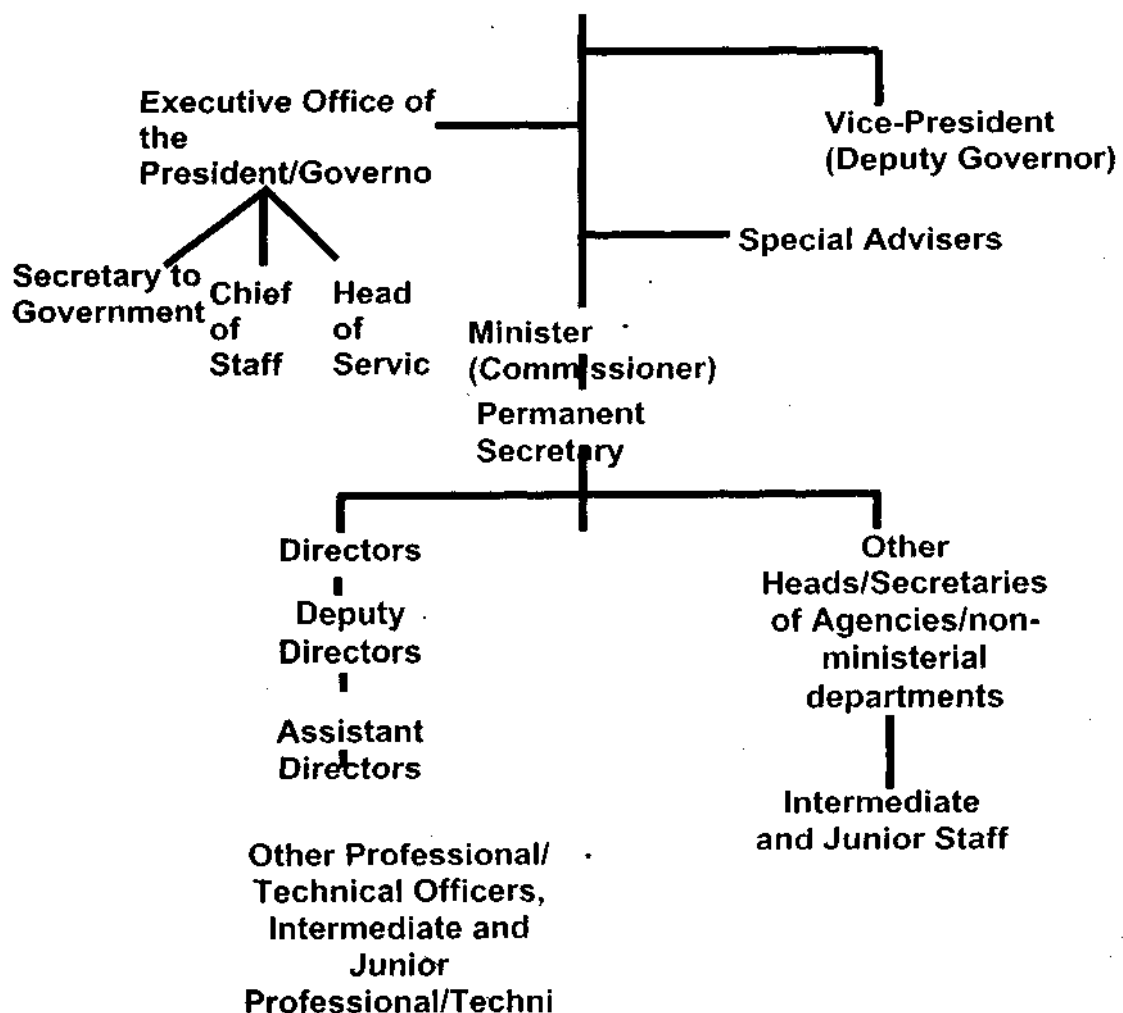 Executive Office of
the
President/Governo
Vice-President
(Deputy Governor)
Special Advisers
Secretary to
Government
Chief
of
Staff
Head
of
Servic
Minister
(Commissioner)
Permanent
Secretary
Directors
Deputy
Directors
Assistant
Directors
Other Professional/
Technical Officers,
Intermediate and
Junior
Professional/Techni
Other
Heads/Secretaries
of Agencies/non-
ministerial
departments
Intermediate
and Junior Staff